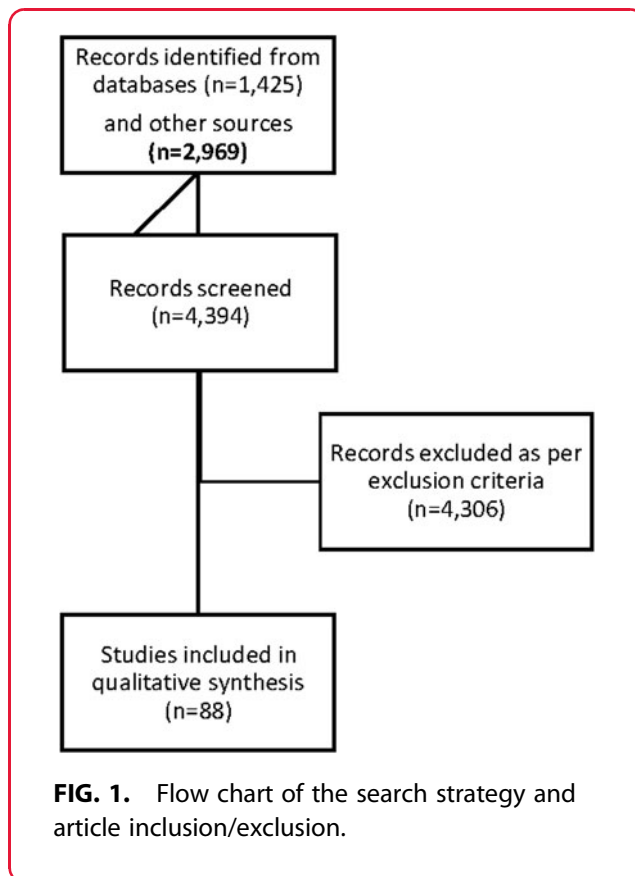 Records identified from
databases (n=1,425)
and other sources
(n=2,969)
Records screened
(n=4,394)
Records excluded as per
exclusion criteria
(n=4,306)
Studies included in
qualitative synthesis
(n=88)
FIG. 1. Flow chart of the search strategy and
article inclusion/exclusion.